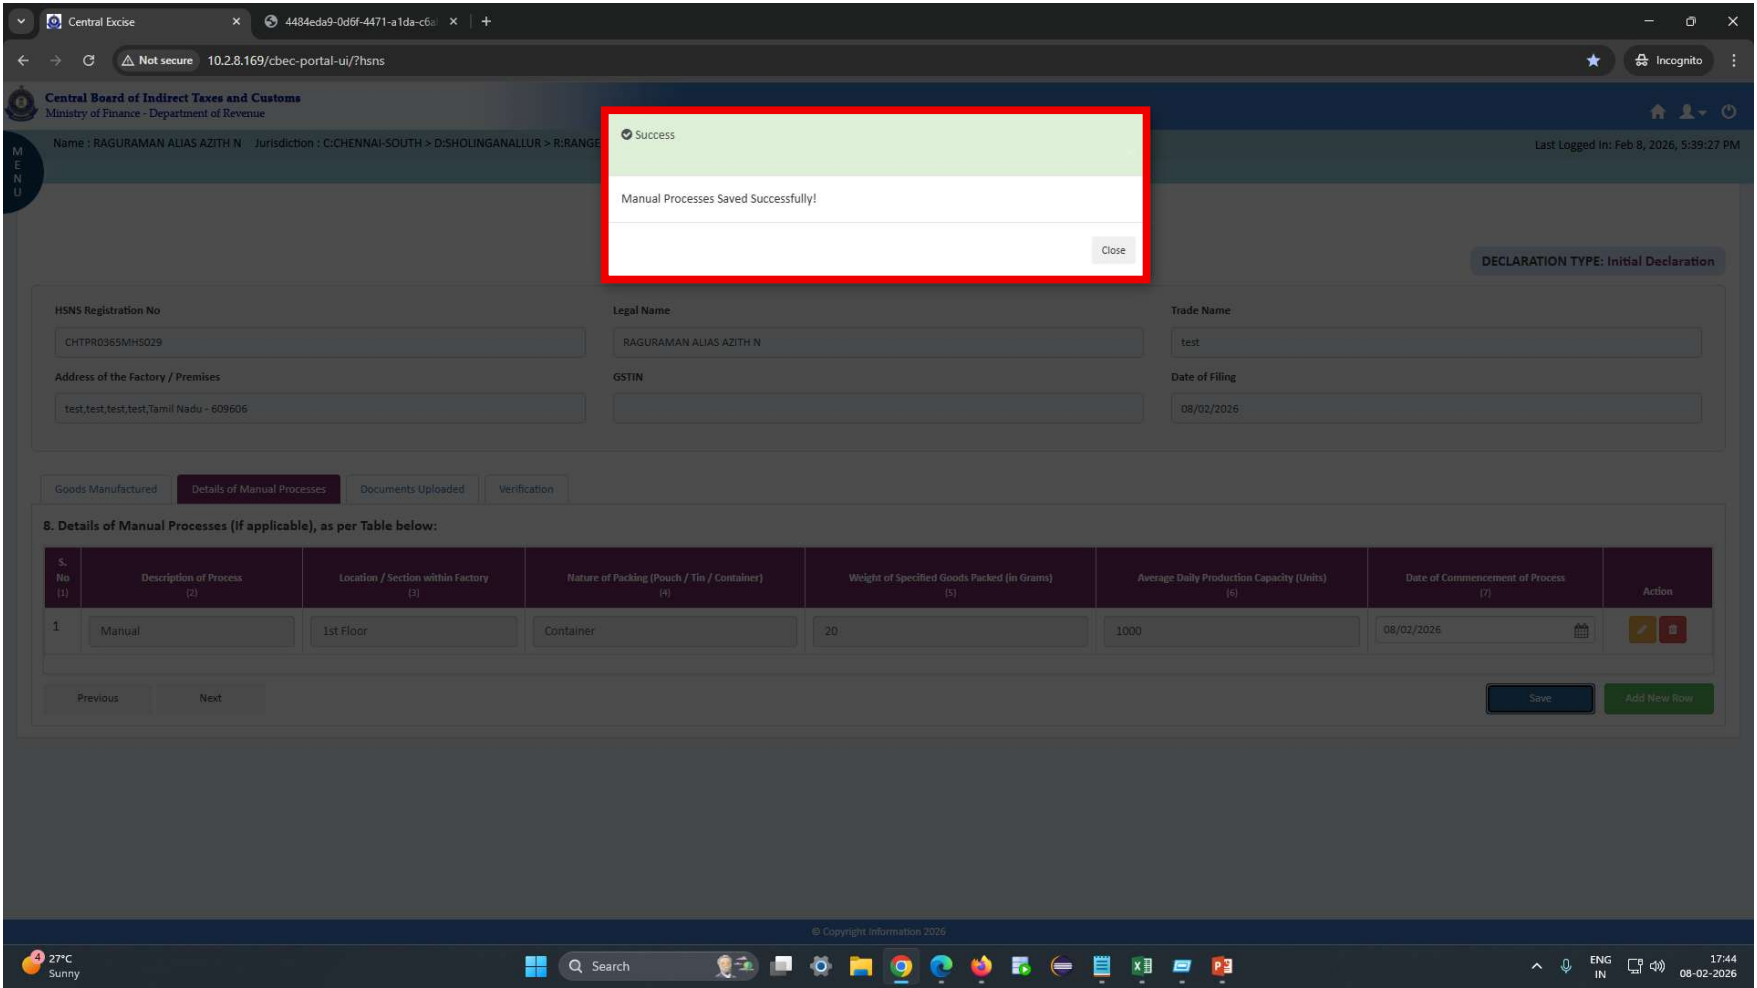 Central Excise
4484eda9-0d6f-4471-a1da-c6a
Not secure 10.2.8.169/cbec-portal-ui/?hsns
Incognito
Central Board of Indirect Taxes and Customs
Ministry of Finance - Department of Revenue
MENU
Name : RAGURAMAN ALIAS AZITH N Jurisdiction : C:CHENNAI-SOUTH > D:SHOLINGANALLUR > R:RANGE
Last Logged In: Feb 8, 2026, 5:39:27 PM
Success
Manual Processes Saved Successfully!
Close
DECLARATION TYPE: Initial Declaration
HSNS Registration No Legal Name Trade Name
CHTPR0365MHS029 RAGURAMAN ALIAS AZITH N test
Address of the Factory / Premises GSTIN Date of Filing
test,test,test,test,Tamil Nadu - 609606 08/02/2026
Goods Manufactured Details of Manual Processes Documents Uploaded Verification
8. Details of Manual Processes (If applicable), as per Table below:
S. No (1) Description of Process (2) Location / Section within Factory (3) Nature of Packing (Pouch / Tin / Container) (4) Weight of Specified Goods Packed (in Grams) (5) Average Daily Production Capacity (Units) (6) Date of Commencement of Process (7) Action
1 Manual 1st Floor Container 20 1000 08/02/2026
Previous Next Save Add New Row
© Copyright Information 2026
4
27°C
Sunny
Search
ENG
IN
17:44
08-02-2026